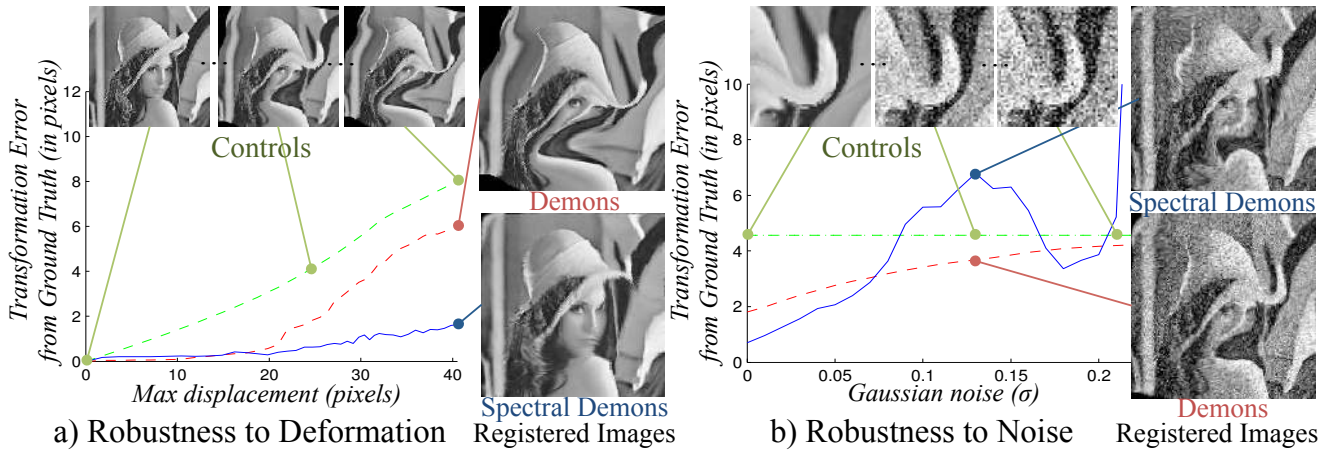 Transformation Error
from Ground Truth (in pixels)
12
10
8
6
4
2
0
0
10
20
30
40
Max displacement (pixels)
Controls
Demons
Spectral Demons
Registered Images
a) Robustness to Deformation
Transformation Error
from Ground Truth (in pixels)
10
8
6
4
2
0
0
0.05
0.1
0.15
0.2
Gaussian noise (σ)
Controls
Spectral Demons
Demons
Registered Images
b) Robustness to Noise